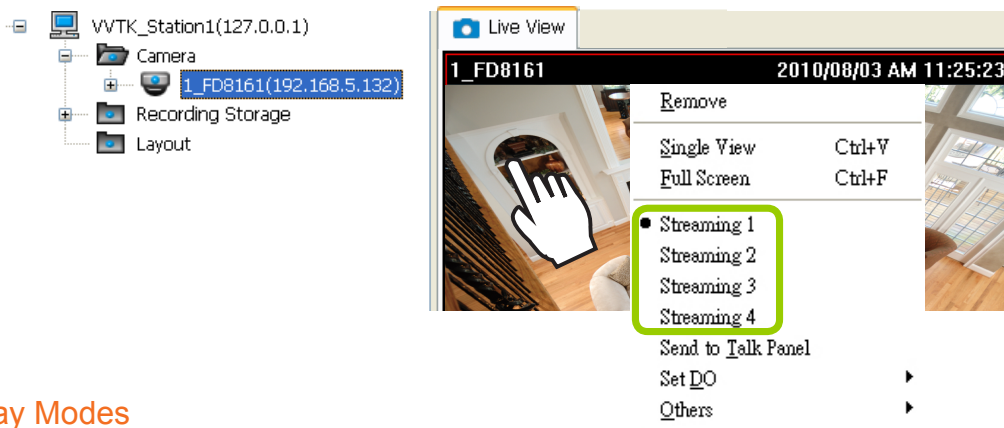 VVTK_Station1(127.0.0.1)
Camera
1_FD8161(192.168.5.132)
Recording Storage
Layout
Live View
1_FD8161 2010/08/03 AM 11:25:23
Remove
Single View Ctrl+V
Full Screen Ctrl+F
Streaming 1
Streaming 2
Streaming 3
Streaming 4
Send to Talk Panel
Set DO
Others
Modes